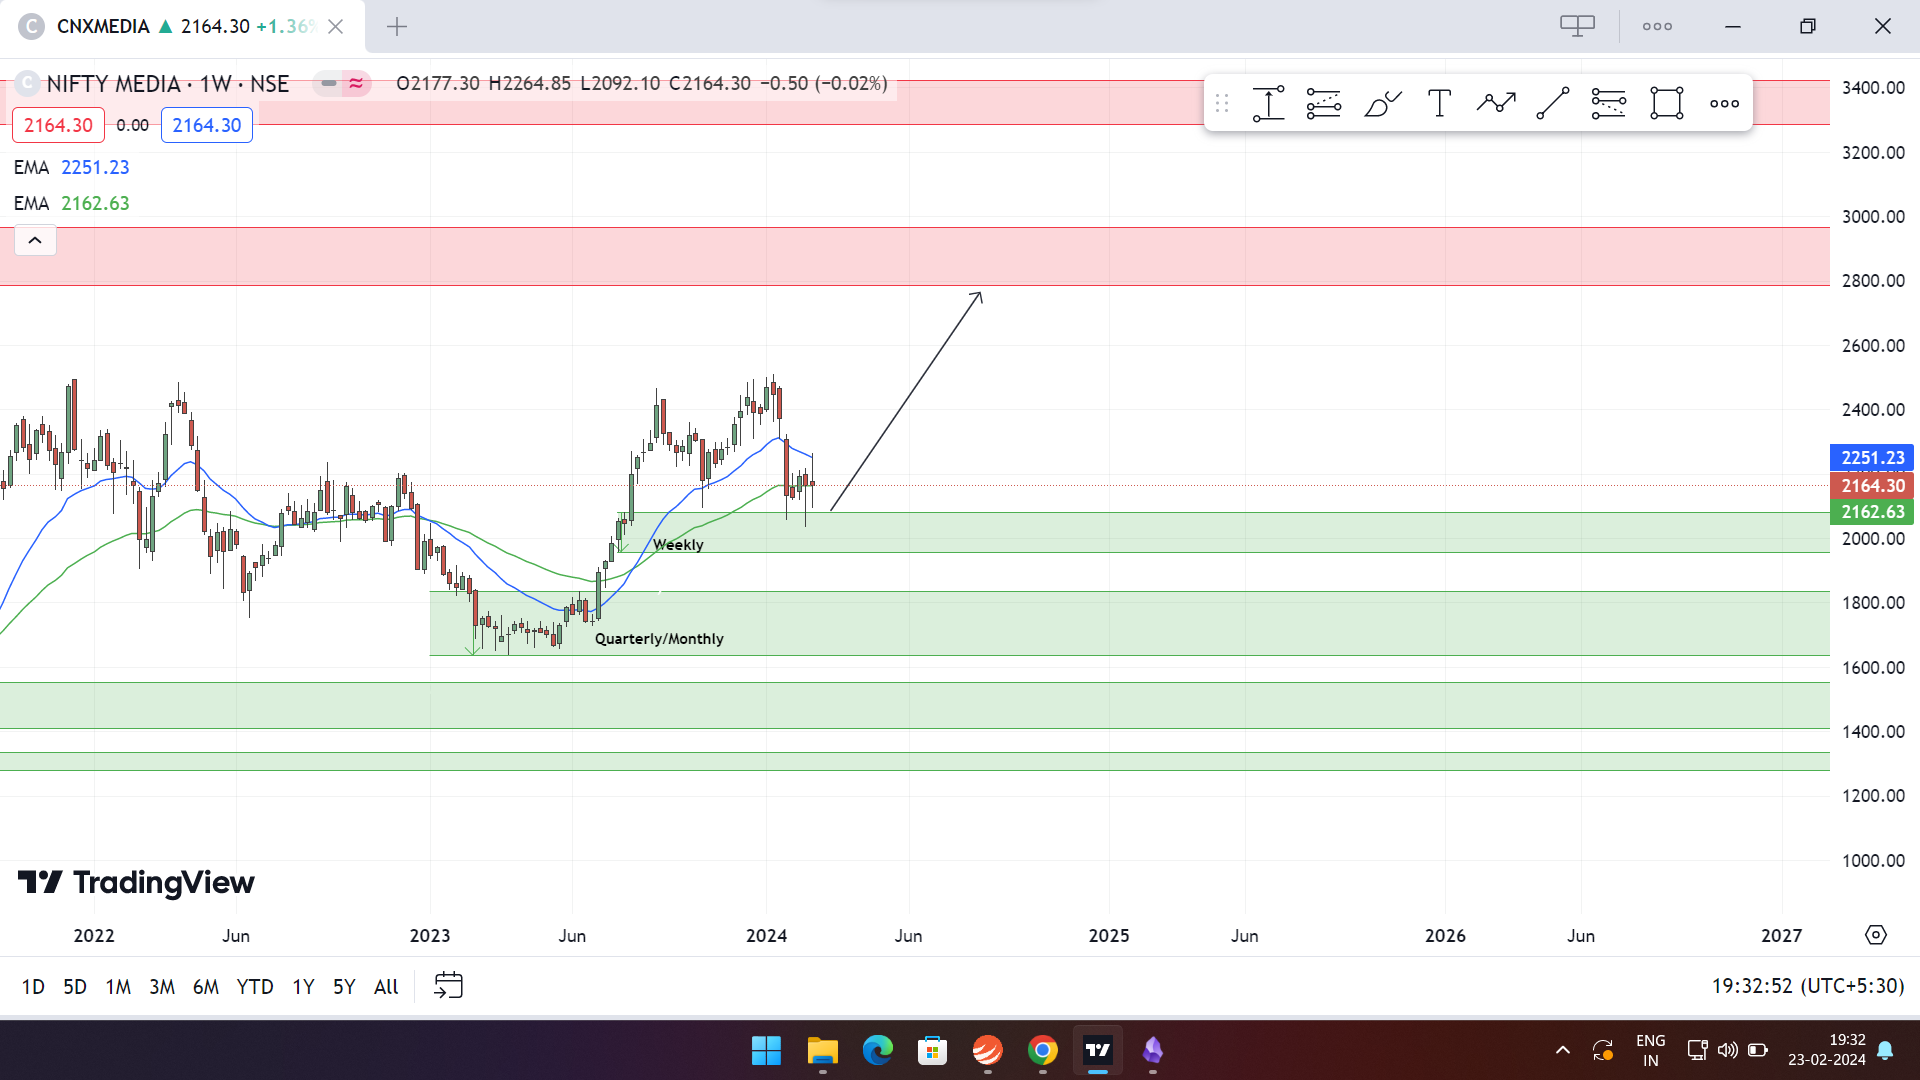 C CNXMEDIA ▲ 2164.30 +1.36%
C NIFTY MEDIA · 1W · NSE O2177.30 H2264.85 L2092.10 C2164.30 −0.50 (−0.02%)
2164.30 0.00 2164.30
EMA 2251.23
EMA 2162.63
3400.00
3200.00
3000.00
2800.00
2600.00
2400.00
2251.23
2164.30
2162.63
2000.00
1800.00
1600.00
1400.00
1200.00
1000.00
Weekly
Quarterly/Monthly
TradingView
2022 Jun 2023 Jun 2024 Jun 2025 Jun 2026 Jun 2027
1D 5D 1M 3M 6M YTD 1Y 5Y All 19:32:52 (UTC+5:30)
ENG 19:32
IN 23-02-2024